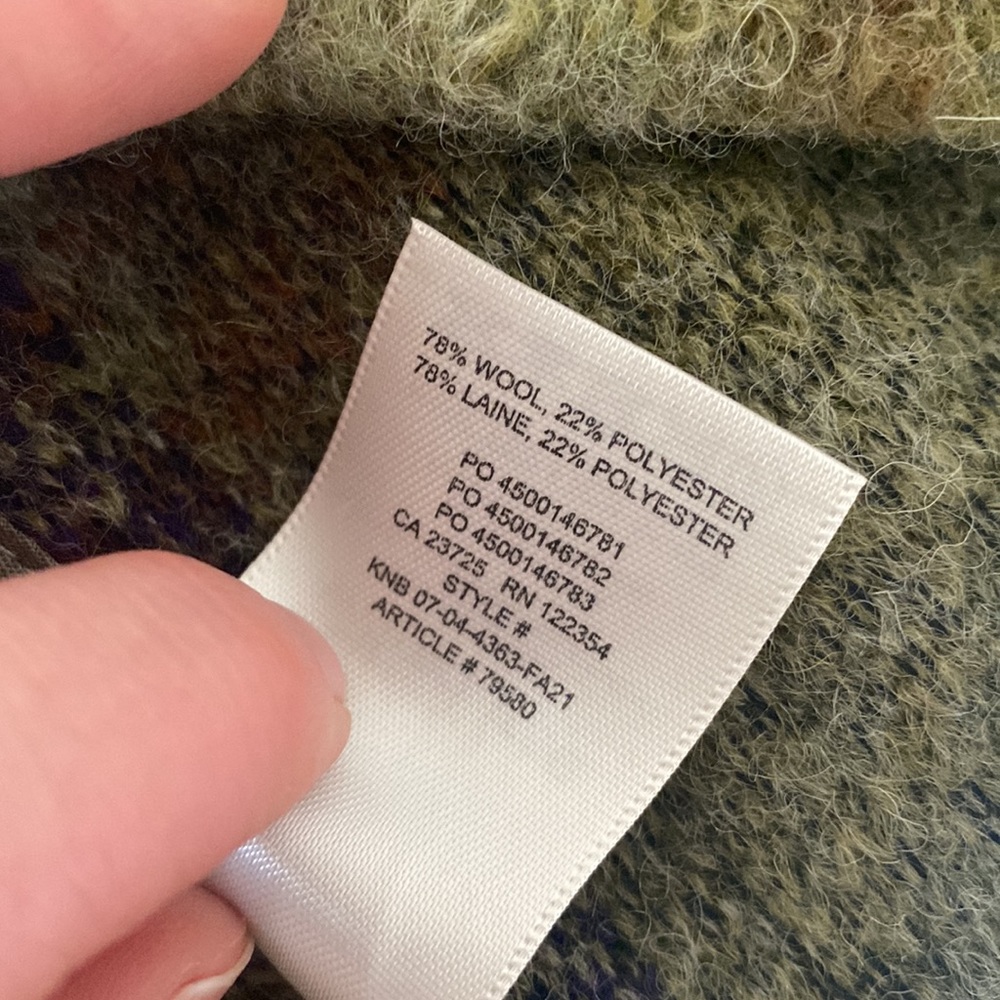 78% WOOL, 22% POLYESTER
78% LAINE, 22% POLYESTER
PO 4500146781
PO 4500146782
PO 4500146783
CA 23725 RN 122354
STYLE #
KNB 07-04-4363-FA21
ARTICLE # 79580